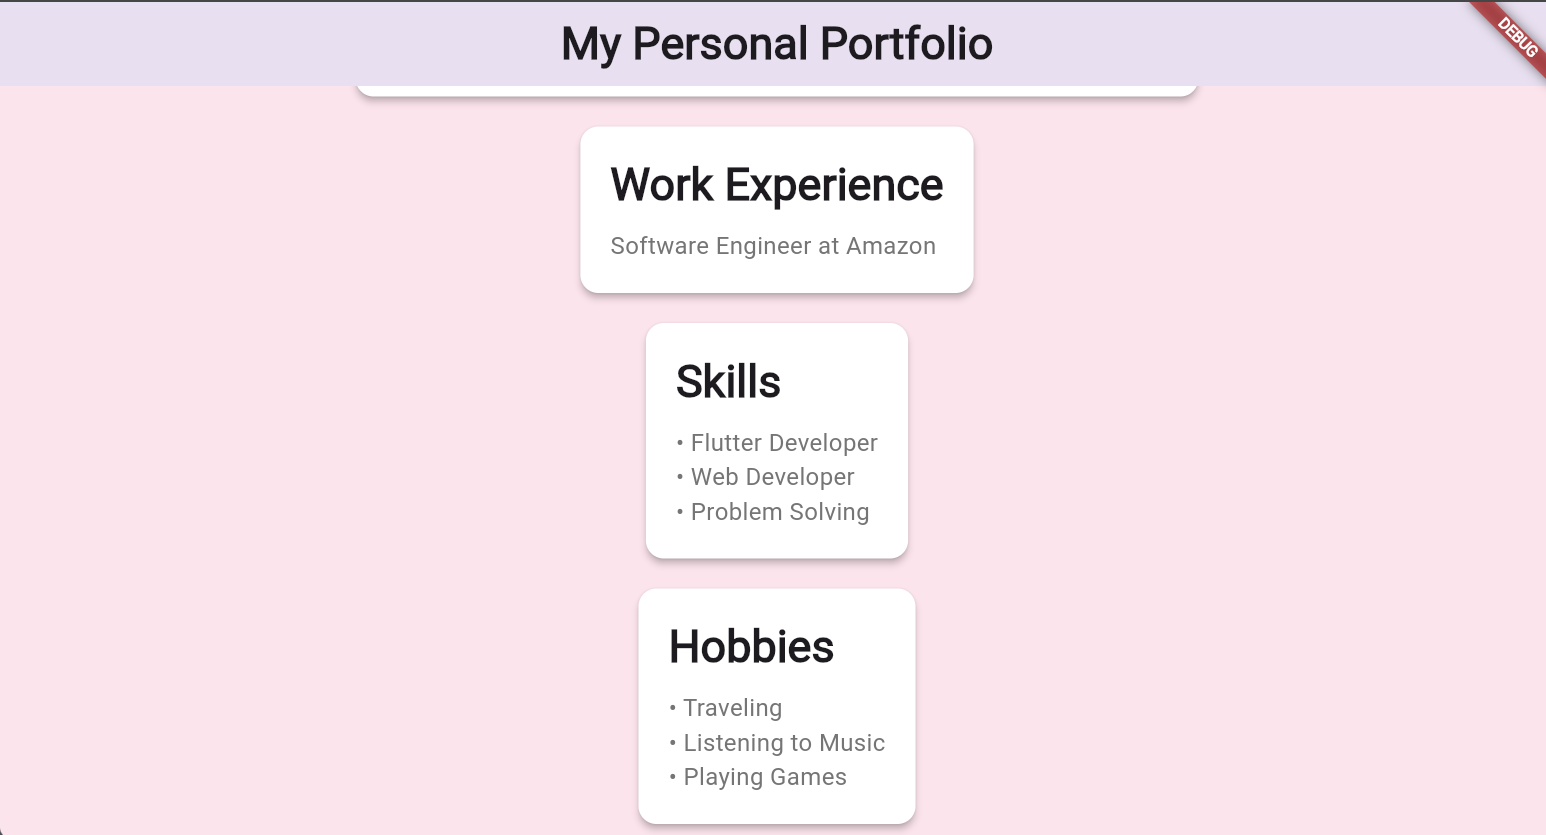 My Personal Portfolio
DEBUG
Work Experience
Software Engineer at Amazon
Skills
• Flutter Developer
• Web Developer
• Problem Solving
Hobbies
• Traveling
• Listening to Music
• Playing Games